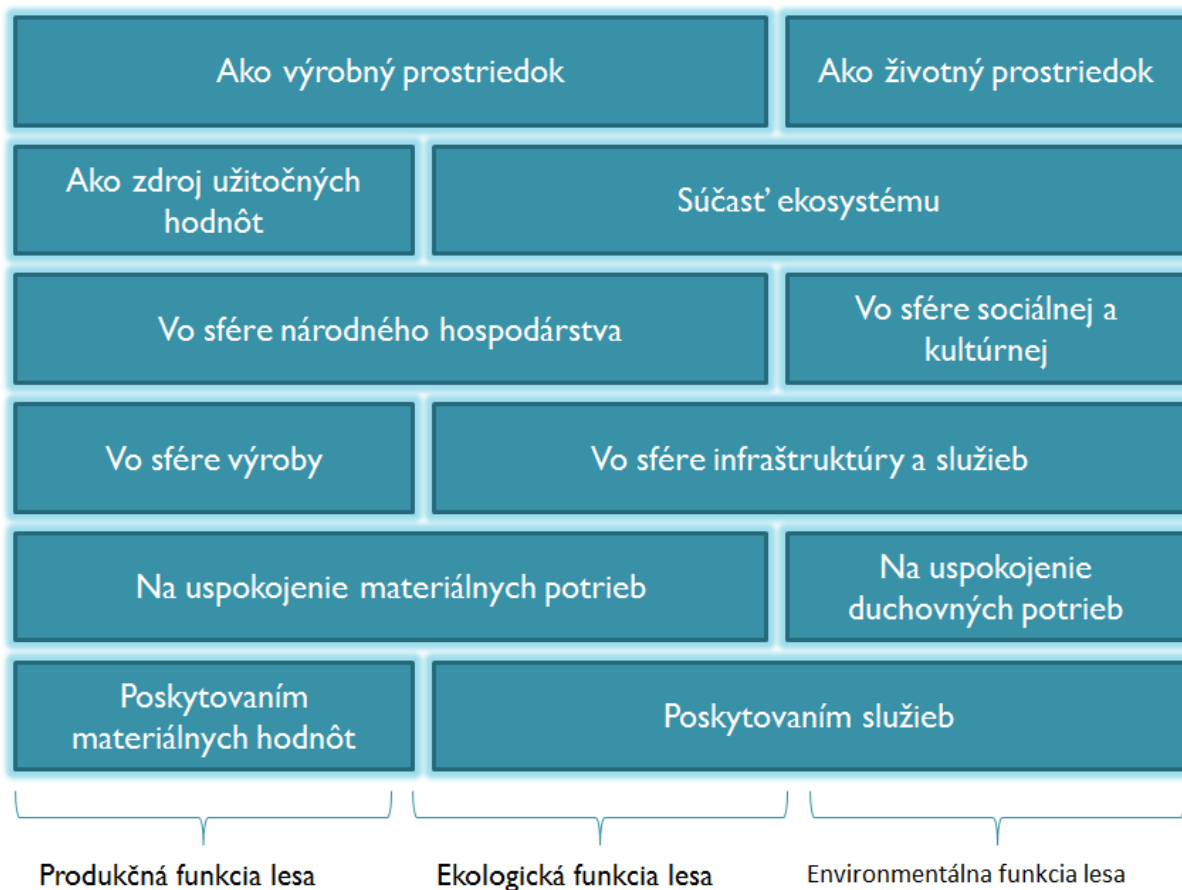 Ako výrobný prostriedok
Ako životný prostriedok
Ako zdroj užitočných
hodnôt
Súčasť ekosystému
Vo sfére národného hospodárstva
Vo sfére sociálnej a
kultúrnej
Vo sfére výroby
Vo sfére infraštruktúry a služieb
Na uspokojenie materiálnych potrieb
Na uspokojenie
duchovných potrieb
Poskytovaním
materiálnych hodnôt
Poskytovaním služieb
Produkčná funkcia lesa
Ekologická funkcia lesa
Environmentálna funkcia lesa